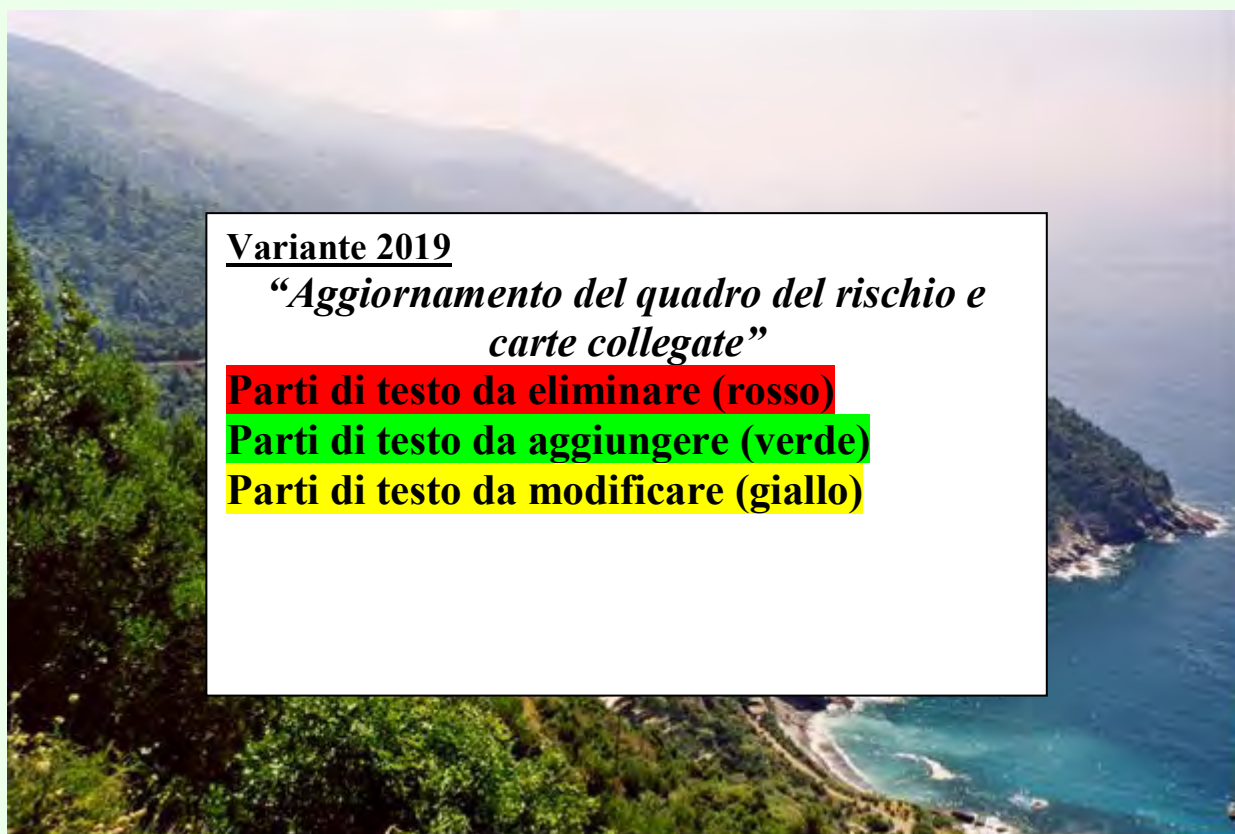 Variante 2019
“Aggiornamento del quadro del rischio e
carte collegate”
Parti di testo da eliminare (rosso)
Parti di testo da aggiungere (verde)
Parti di testo da modificare (giallo)